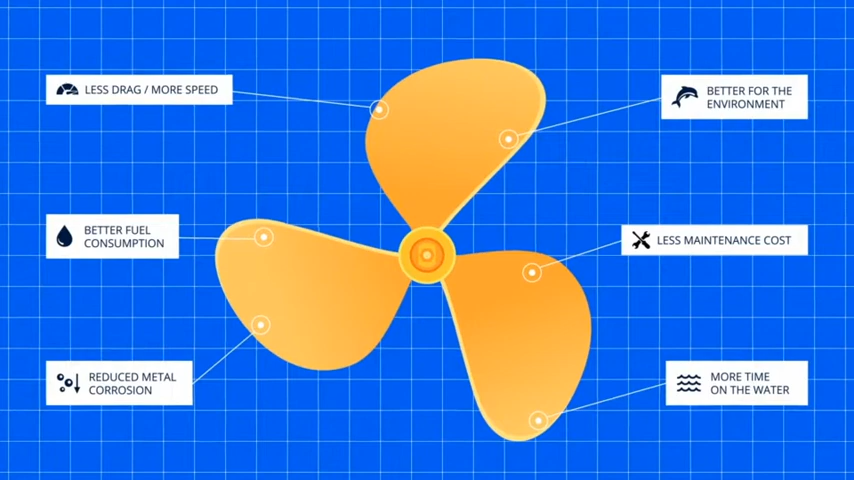 LESS DRAG / MORE SPEED
BETTER FOR THE
ENVIRONMENT
BETTER FUEL
CONSUMPTION
LESS MAINTENANCE COST
REDUCED METAL
CORROSION
MORE TIME
ON THE WATER